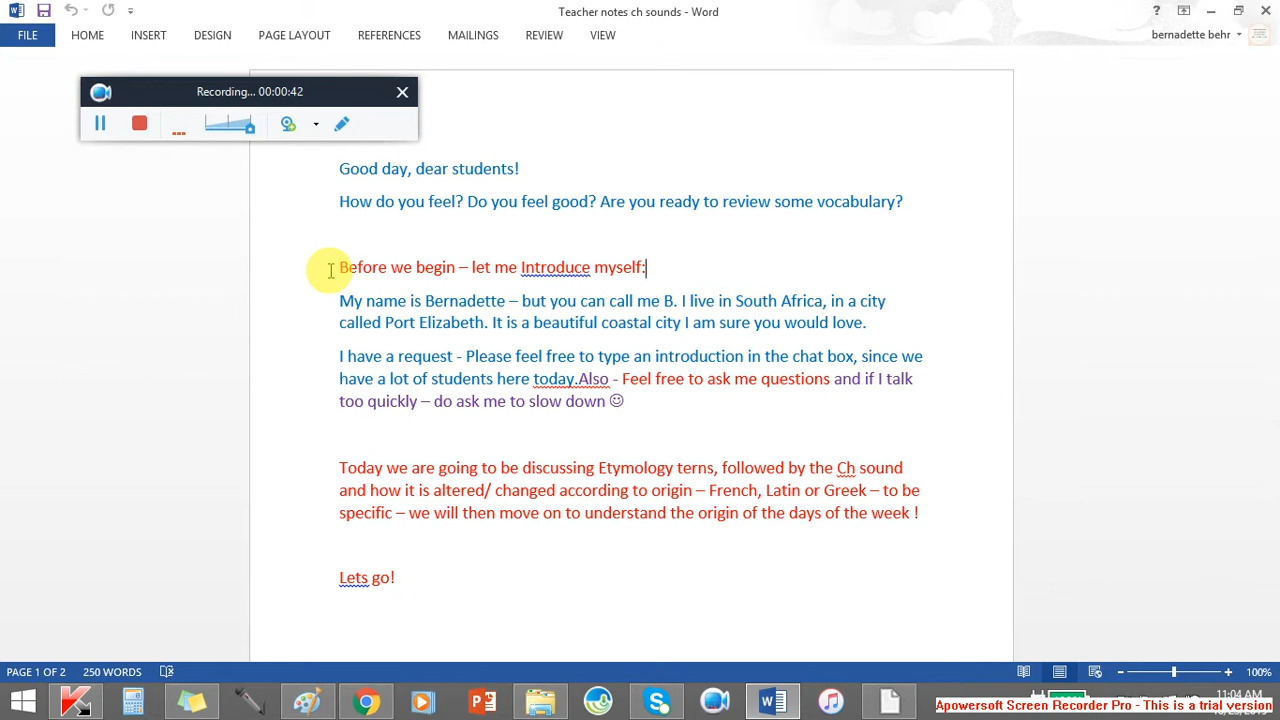 Teacher notes ch sounds - Word
?
FILE HOME INSERT DESIGN PAGE LAYOUT REFERENCES MAILINGS REVIEW VIEW bernadette behr
Recording... 00:00:42
Good day, dear students!
How do you feel? Do you feel good? Are you ready to review some vocabulary?
Before we begin – let me Introduce myself:
My name is Bernadette – but you can call me B. I live in South Africa, in a city
called Port Elizabeth. It is a beautiful coastal city I am sure you would love.
I have a request - Please feel free to type an introduction in the chat box, since we
have a lot of students here today.Also - Feel free to ask me questions and if I talk
too quickly – do ask me to slow down ☺
Today we are going to be discussing Etymology terns, followed by the Ch sound
and how it is altered/ changed according to origin – French, Latin or Greek – to be
specific – we will then move on to understand the origin of the days of the week !
Lets go!
PAGE 1 OF 2 250 WORDS 100%
11:04 AM
Apowersoft Screen Recorder Pro - This is a trial version